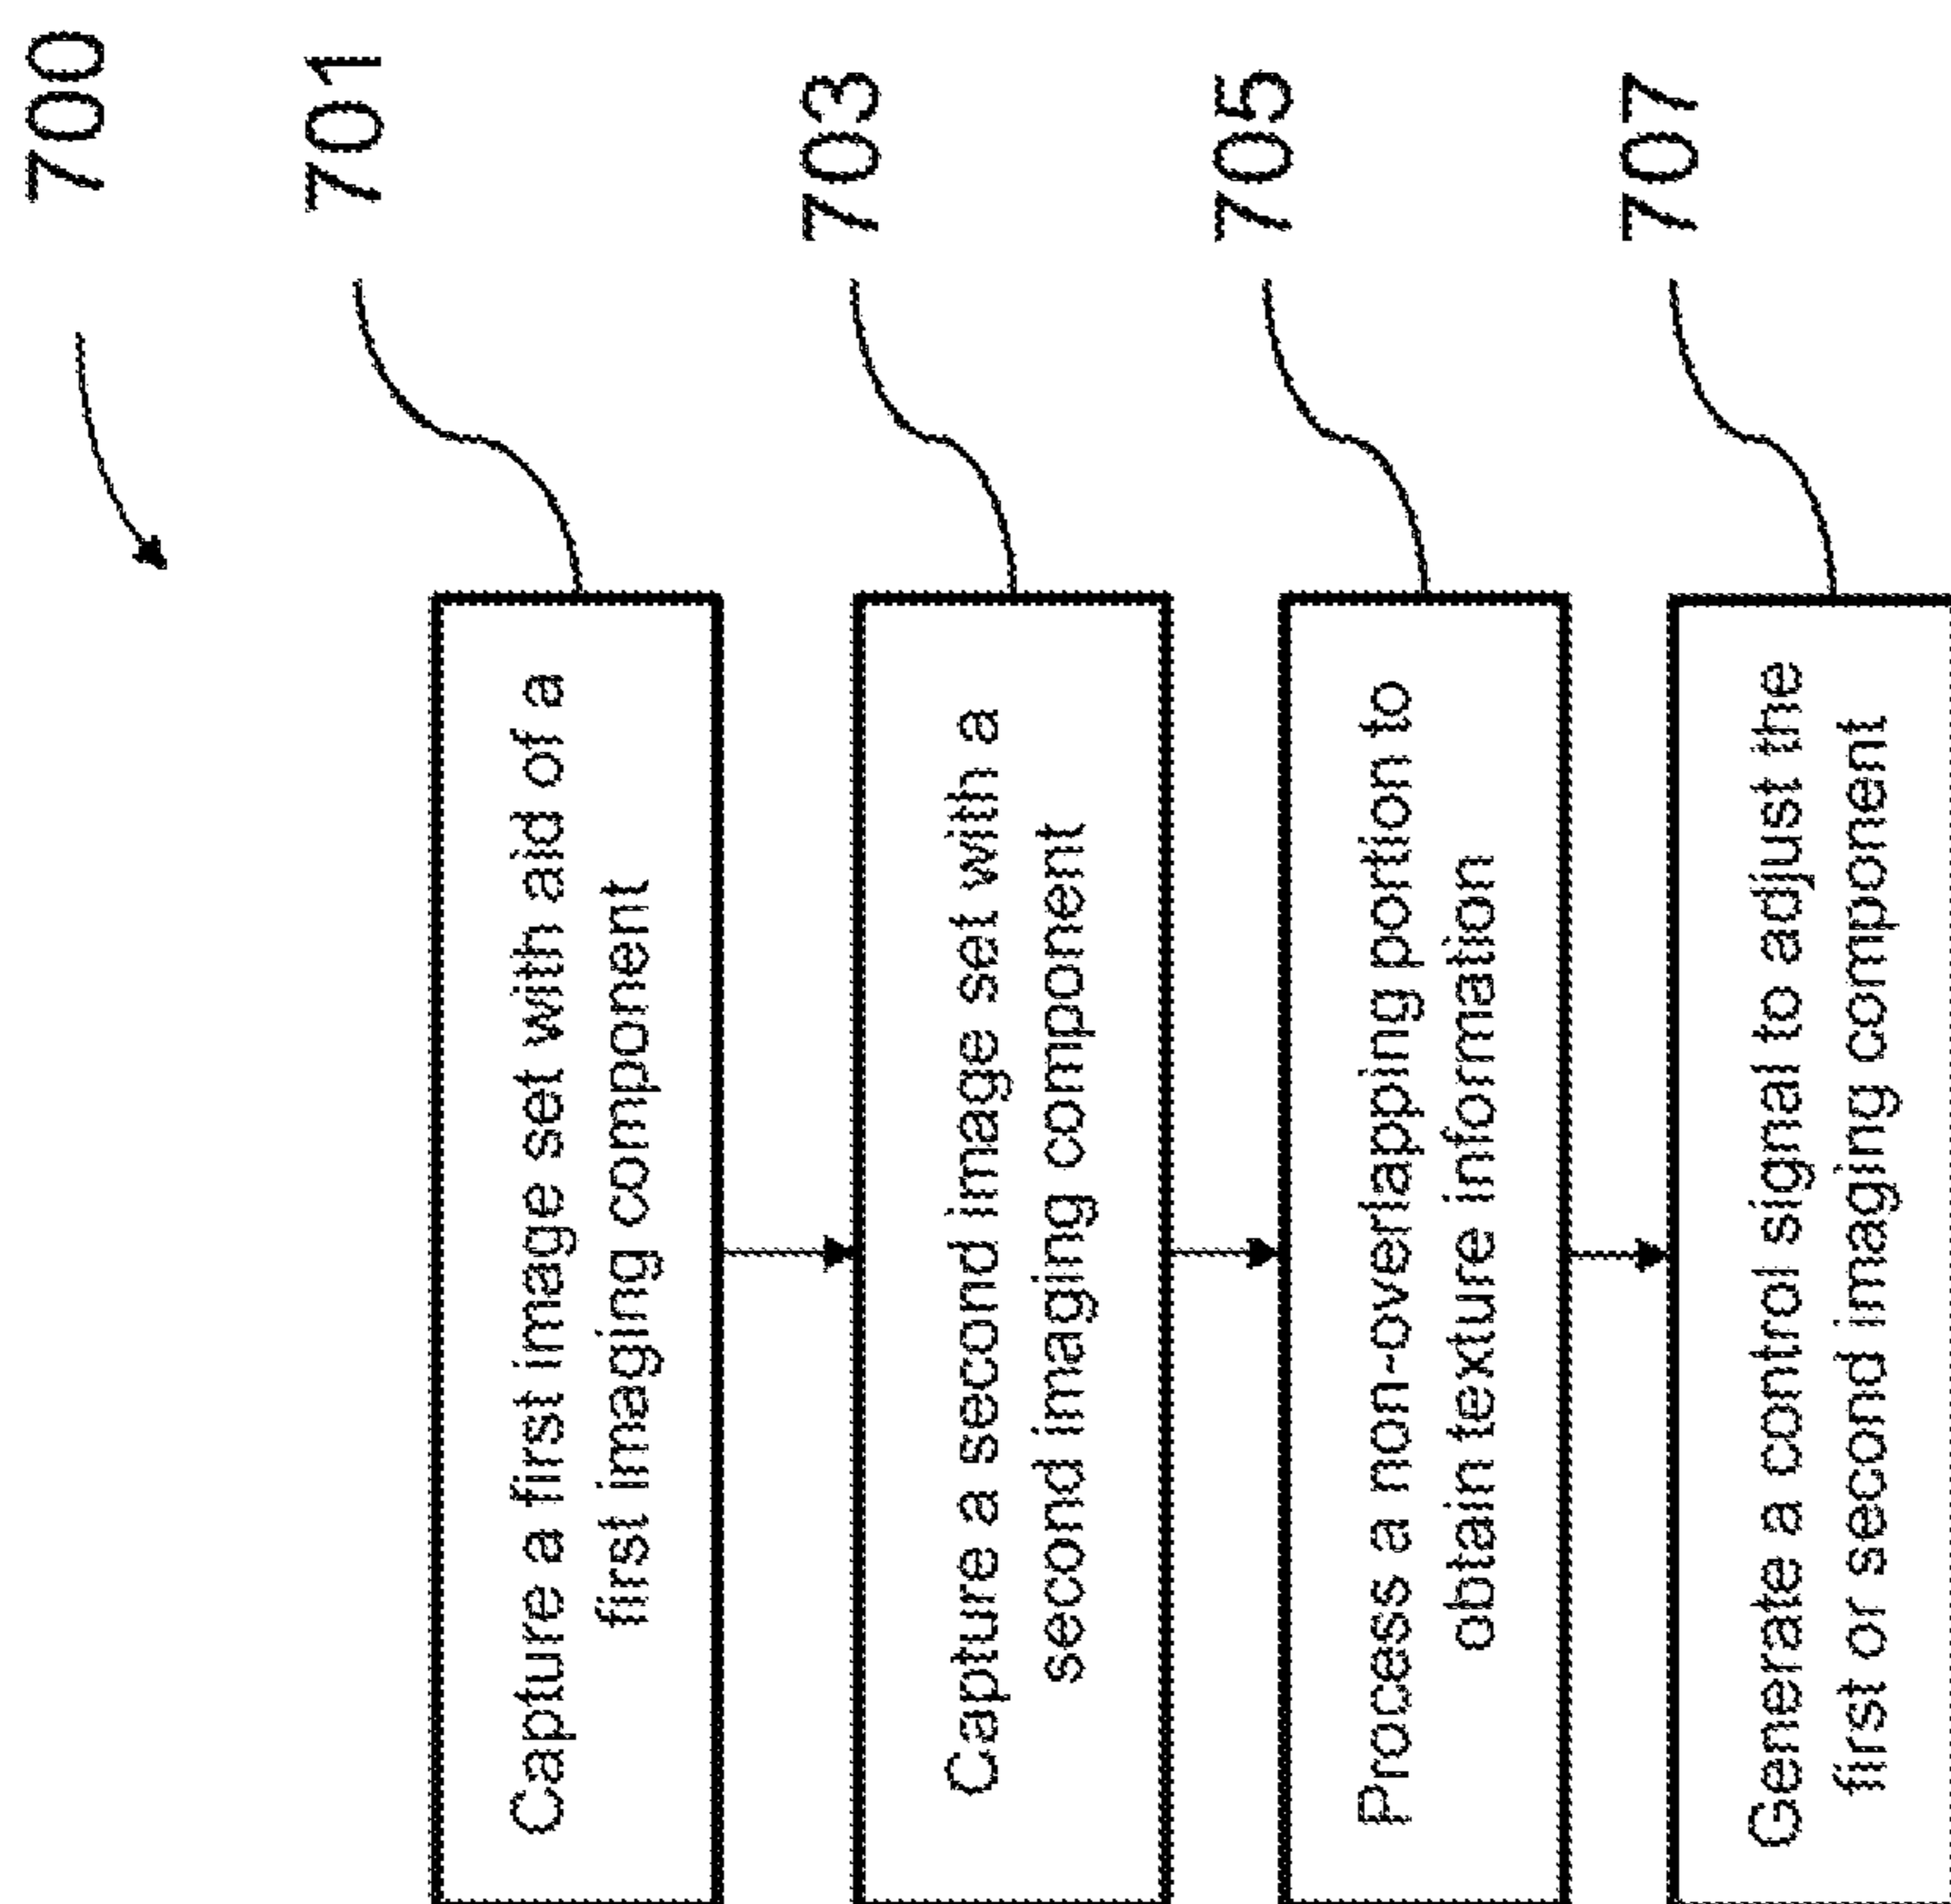 700
701
Capture a first image set with aid of a
first imaging component
703
Capture a second image set with a
second imaging component
705
Process a non-overlapping portion to
obtain texture information
707
Generate a control signal to adjust the
first or second imaging component